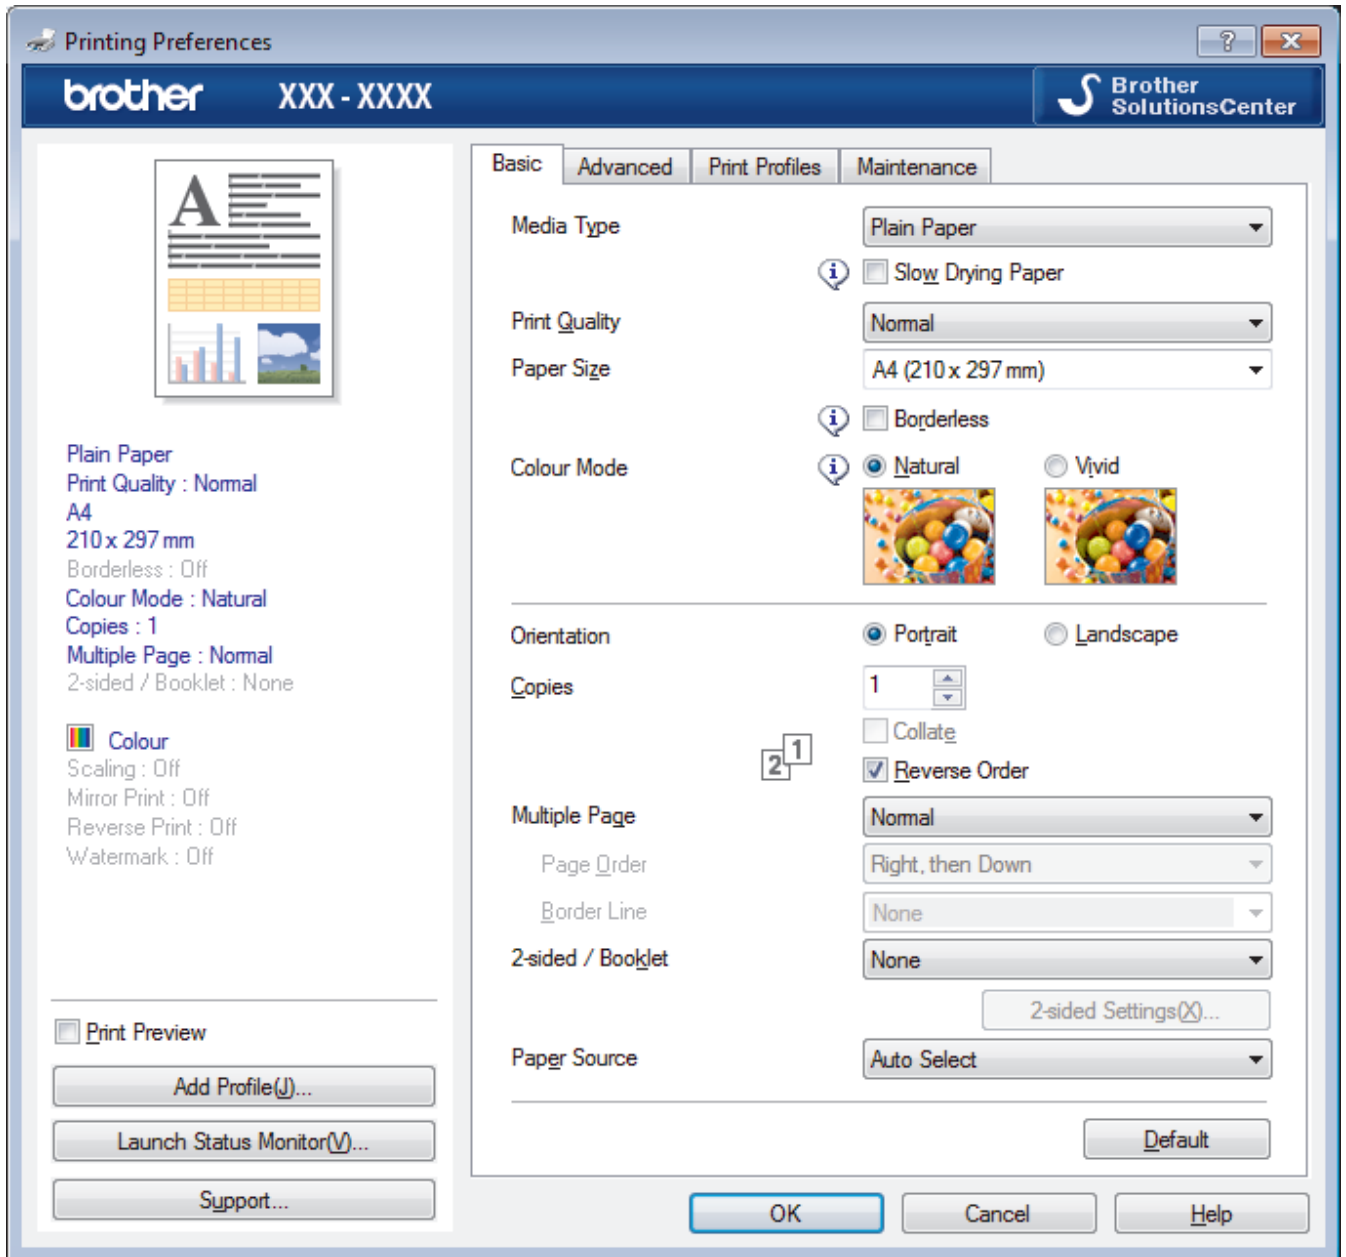 Printing Preferences
?
brother XXX - XXXX
Brother
SolutionsCenter
A
Plain Paper
Print Quality : Normal
A4
210 x 297 mm
Borderless : Off
Colour Mode : Natural
Copies : 1
Multiple Page : Normal
2-sided / Booklet : None
Colour
Scaling : Off
Mirror Print : Off
Reverse Print : Off
Watermark : Off
Print Preview
Add Profile(J)...
Launch Status Monitor(V)...
Support...
Basic Advanced Print Profiles Maintenance
Media Type Plain Paper
i Slow Drying Paper
Print Quality Normal
Paper Size A4 (210 x 297 mm)
i Borderless
Colour Mode i Natural Vivid
Orientation Portrait Landscape
Copies 1
Collate
2 1 Reverse Order
Multiple Page Normal
Page Order Right, then Down
Border Line None
2-sided / Booklet None
2-sided Settings(X)...
Paper Source Auto Select
Default
OK Cancel Help